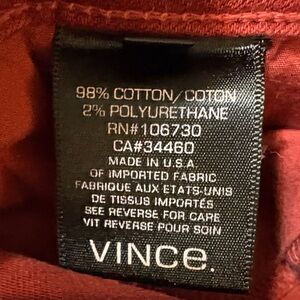 98% COTTON/COTON
2% POLYURETHANE
RN#106730
CA#34460
MADE IN U.S.A
OF IMPORTED FABRIC
FABRIQUE AUX ETATS-UNIS
DE TISSUS IMPORTÉS
SEE REVERSE FOR CARE
VIT REVERSE POUR SOIN
VINCE.